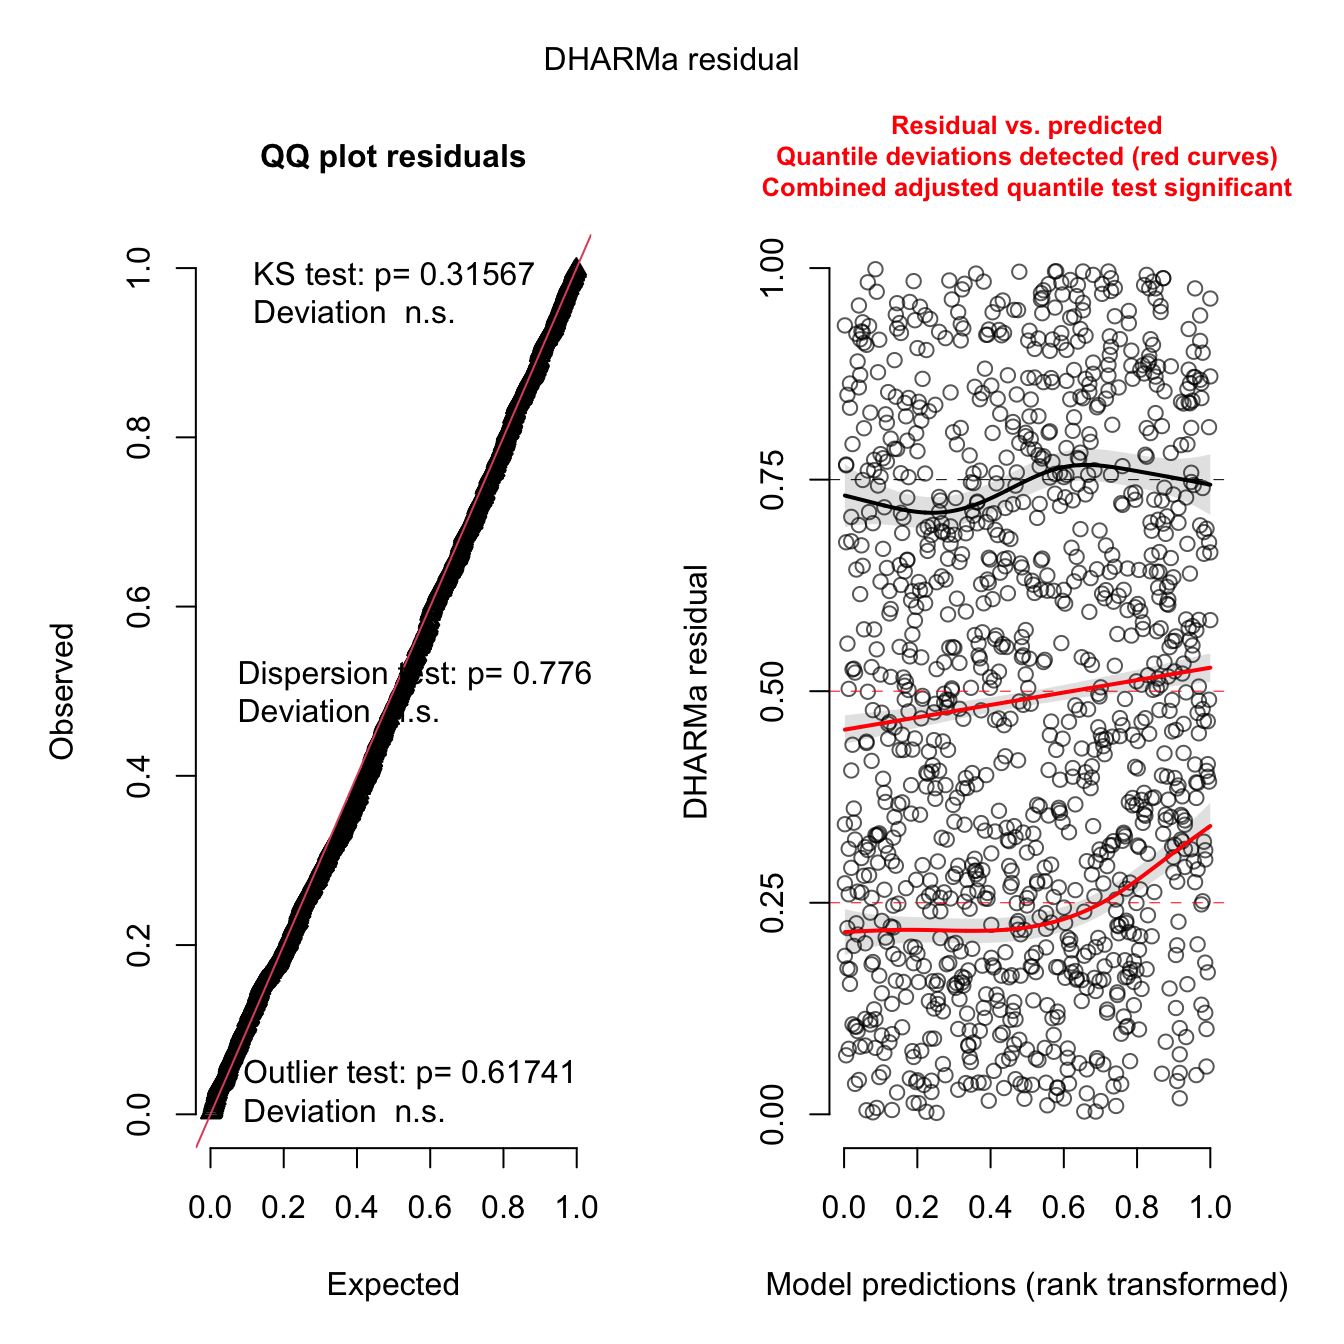 DHARMa residual
QQ plot residuals
KS test: p= 0.31567
Deviation  n.s.
Dispersion test: p= 0.776
Deviation  n.s.
Outlier test: p= 0.61741
Deviation  n.s.
Observed
0.0
0.2
0.4
0.6
0.8
1.0
0.0 0.2 0.4 0.6 0.8 1.0
Expected
Residual vs. predicted
Quantile deviations detected (red curves)
Combined adjusted quantile test significant
DHARMa residual
0.00
0.25
0.50
0.75
1.00
0.0 0.2 0.4 0.6 0.8 1.0
Model predictions (rank transformed)